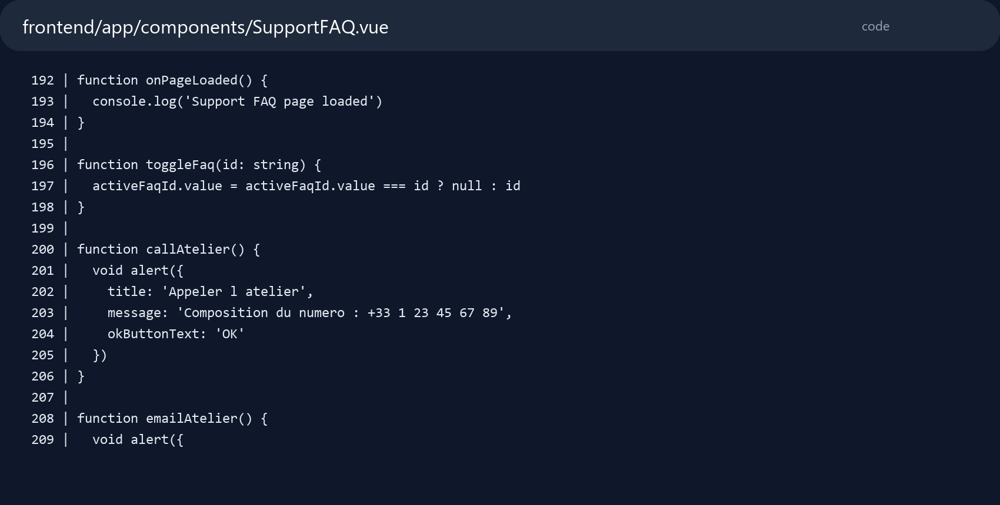 frontend/app/components/SupportFAQ.vue
code
192 | function onPageLoaded() {
193 |   console.log('Support FAQ page loaded')
194 | }
195 |
196 | function toggleFaq(id: string) {
197 |   activeFaqId.value = activeFaqId.value === id ? null : id
198 | }
199 |
200 | function callAtelier() {
201 |   void alert({
202 |     title: 'Appeler l atelier',
203 |     message: 'Composition du numero : +33 1 23 45 67 89',
204 |     okButtonText: 'OK'
205 |   })
206 | }
207 |
208 | function emailAtelier() {
209 |   void alert({